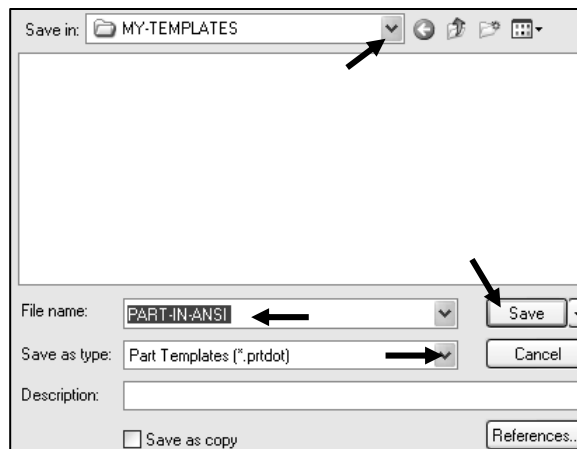 Save in: MY-TEMPLATES
File name: PART-IN-ANSI Save
Save as type: Part Templates (*.prtdot) Cancel
Description:
Save as copy References...